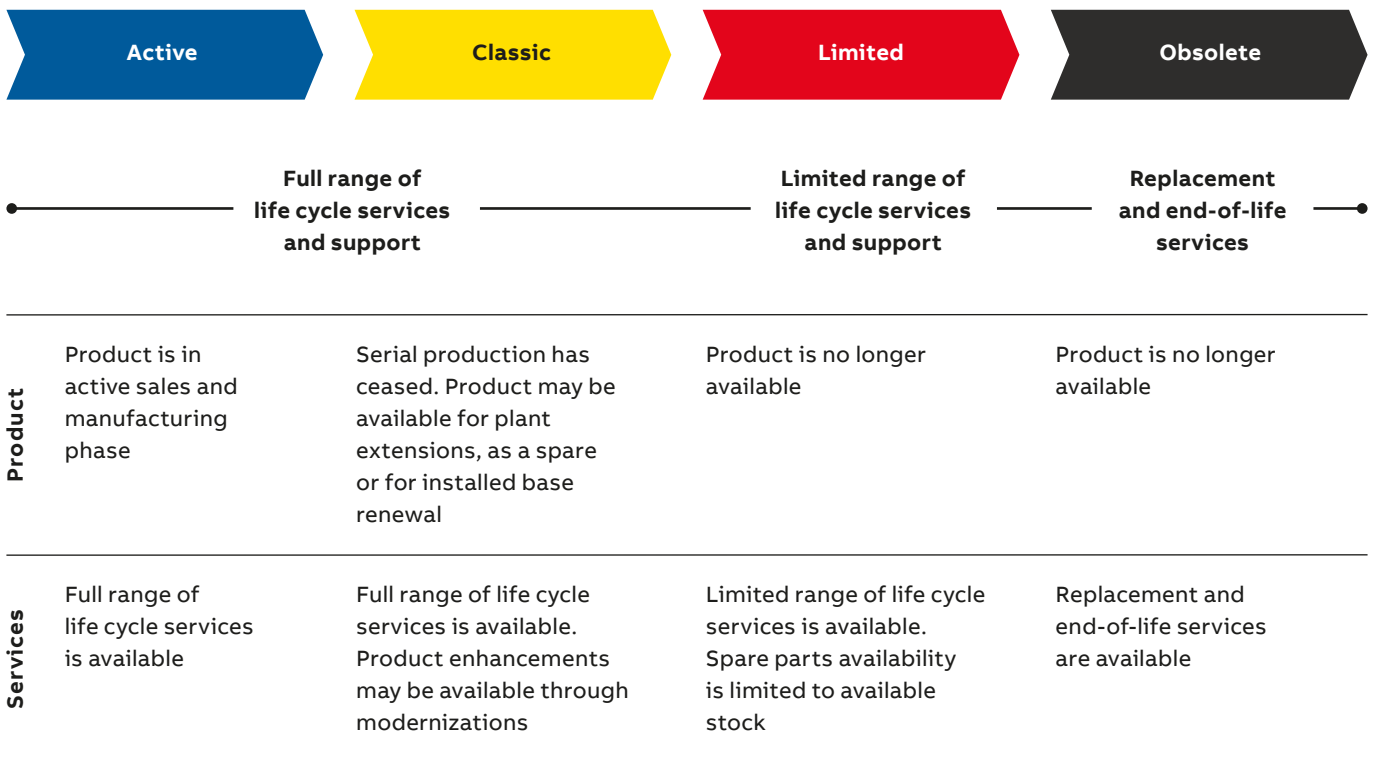 Active
Classic
Limited
Obsolete
Full range of
life cycle services
and support
Limited range of
life cycle services
and support
Replacement
and end-of-life
services
Product
Product is in
active sales and
manufacturing
phase
Serial production has
ceased. Product may be
available for plant
extensions, as a spare
or for installed base
renewal
Product is no longer
available
Product is no longer
available
Services
Full range of
life cycle services
is available
Full range of life cycle
services is available.
Product enhancements
may be available through
modernizations
Limited range of life cycle
services is available.
Spare parts availability
is limited to available
stock
Replacement and
end-of-life services
are available